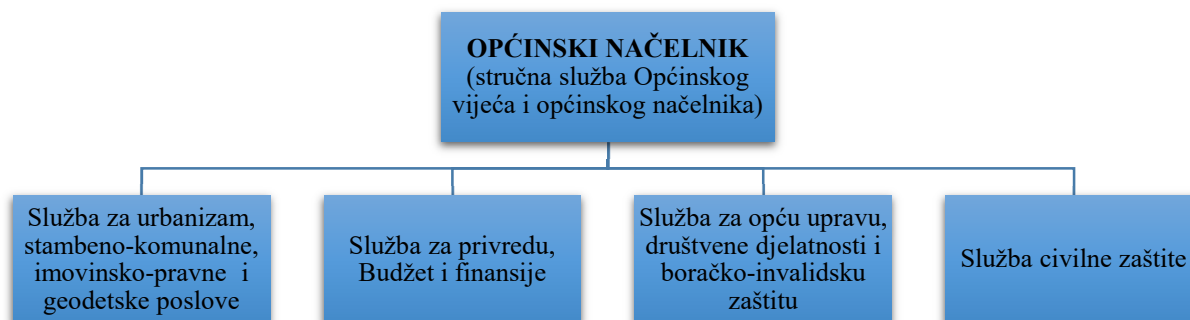 OPĆINSKI NAČELNIK
(stručna služba Općinskog
vijeća i općinskog načelnika)
Služba za urbanizam,
stambeno-komunalne,
imovinsko-pravne i
geodetske poslove
Služba za privredu,
Budžet i finansije
Služba za opću upravu,
društvene djelatnosti i
boračko-invalidsku
zaštitu
Služba civilne zaštite